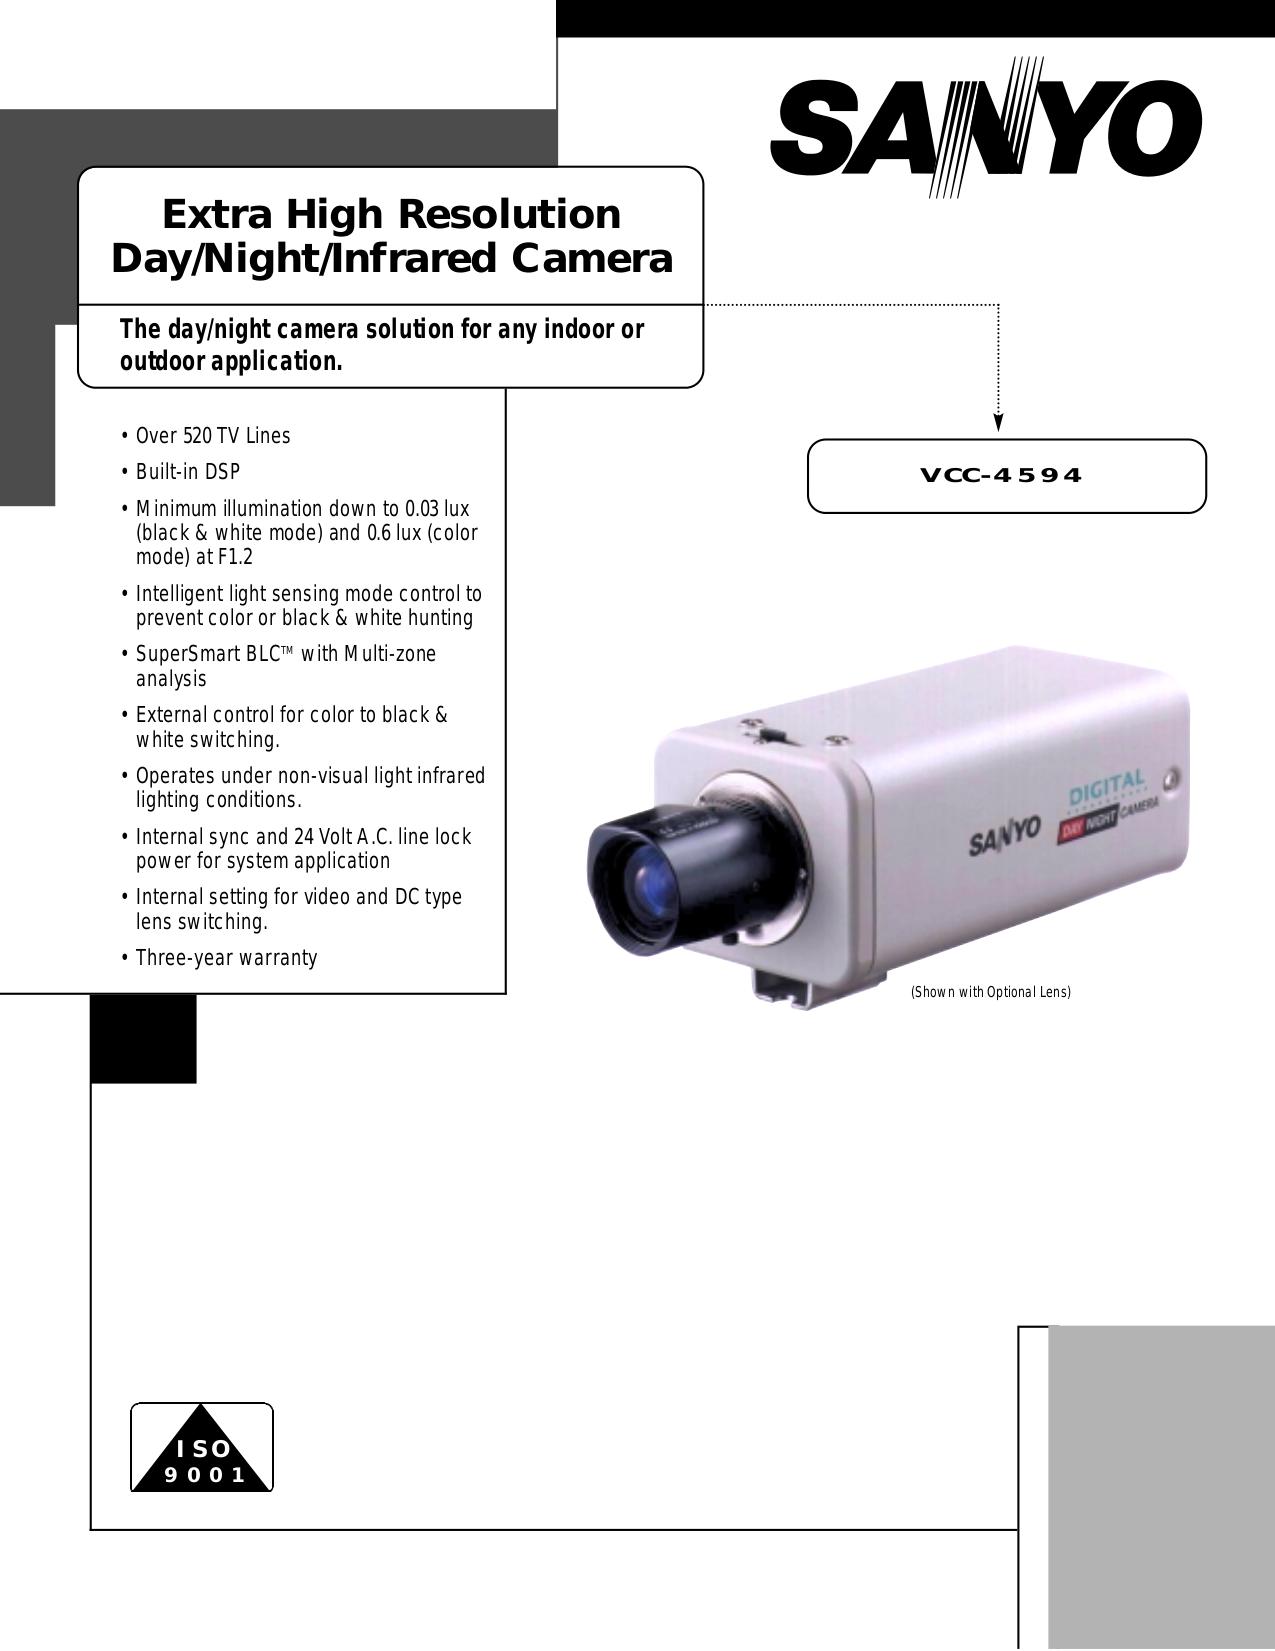 SANYO
Extra High Resolution
Day/Night/Infrared Camera
The day/night camera solution for any indoor or
outdoor application.
• Over 520 TV Lines
• Built-in DSP
• Minimum illumination down to 0.03 lux
(black & white mode) and 0.6 lux (color
mode) at F1.2
• Intelligent light sensing mode control to
prevent color or black & white hunting
• SuperSmart BLC™ with Multi-zone
analysis
• External control for color to black &
white switching.
• Operates under non-visual light infrared
lighting conditions.
• Internal sync and 24 Volt A.C. line lock
power for system application
• Internal setting for video and DC type
lens switching.
• Three-year warranty
VCC-4594
DIGITAL
SANYO DAY NIGHT CAMERA
(Shown with Optional Lens)
ISO
9001